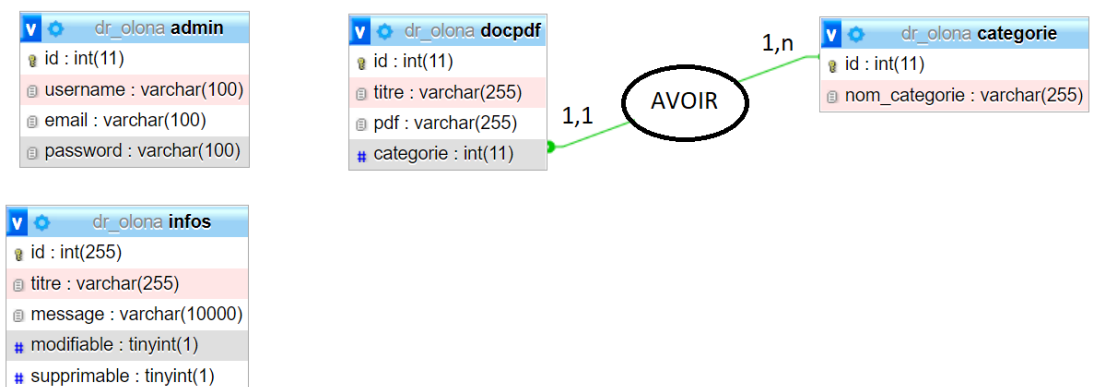 dr_olona admin
id : int(11)
username : varchar(100)
email : varchar(100)
password : varchar(100)
dr_olona docpdf
id : int(11)
titre : varchar(255)
pdf : varchar(255)
categorie : int(11)
1,1
AVOIR
1,n
dr_olona categorie
id : int(11)
nom_categorie : varchar(255)
dr_olona infos
id : int(255)
titre : varchar(255)
message : varchar(10000)
modifiable : tinyint(1)
supprimable : tinyint(1)